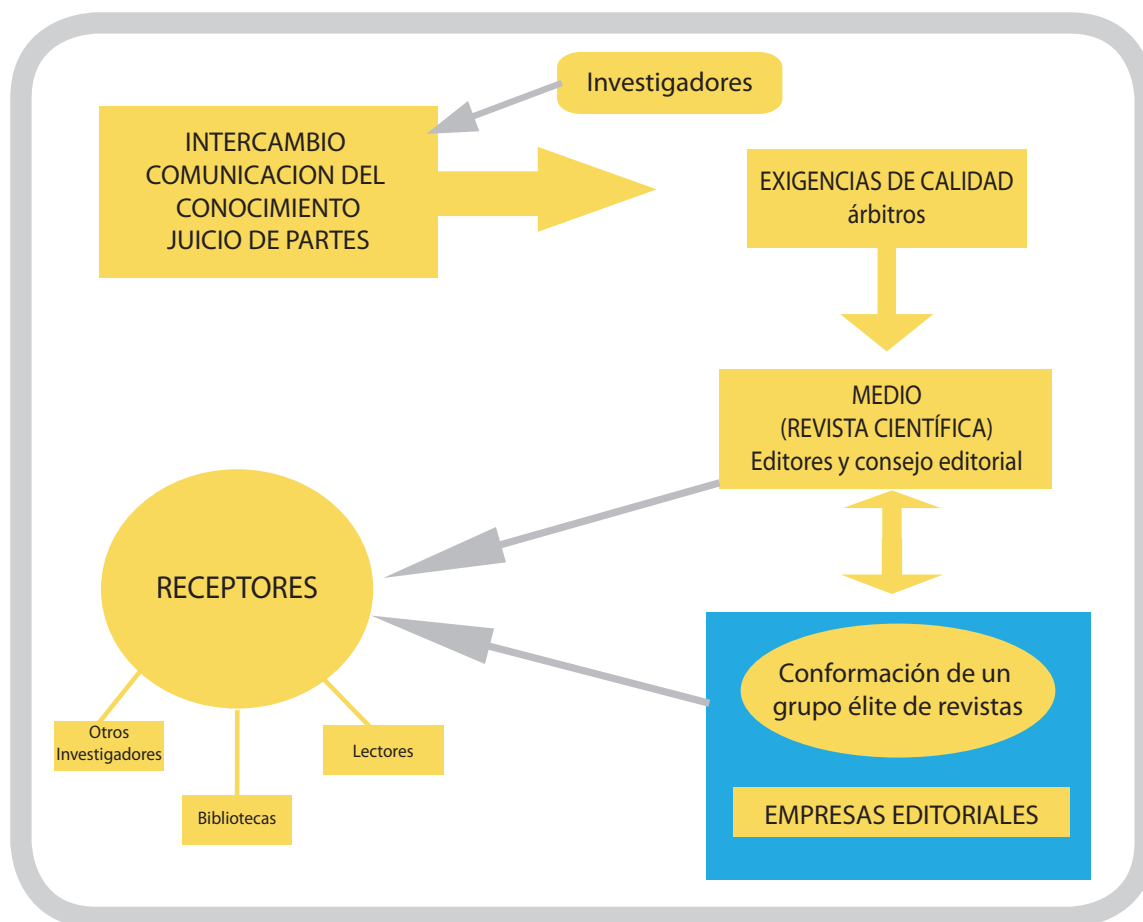 Investigadores
INTERCAMBIO
COMUNICACION DEL
CONOCIMIENTO
JUICIO DE PARTES
EXIGENCIAS DE CALIDAD
árbitros
MEDIO
(REVISTA CIENTÍFICA)
Editores y consejo editorial
RECEPTORES
Otros
Investigadores
Bibliotecas
Lectores
Conformación de un
grupo élite de revistas
EMPRESAS EDITORIALES